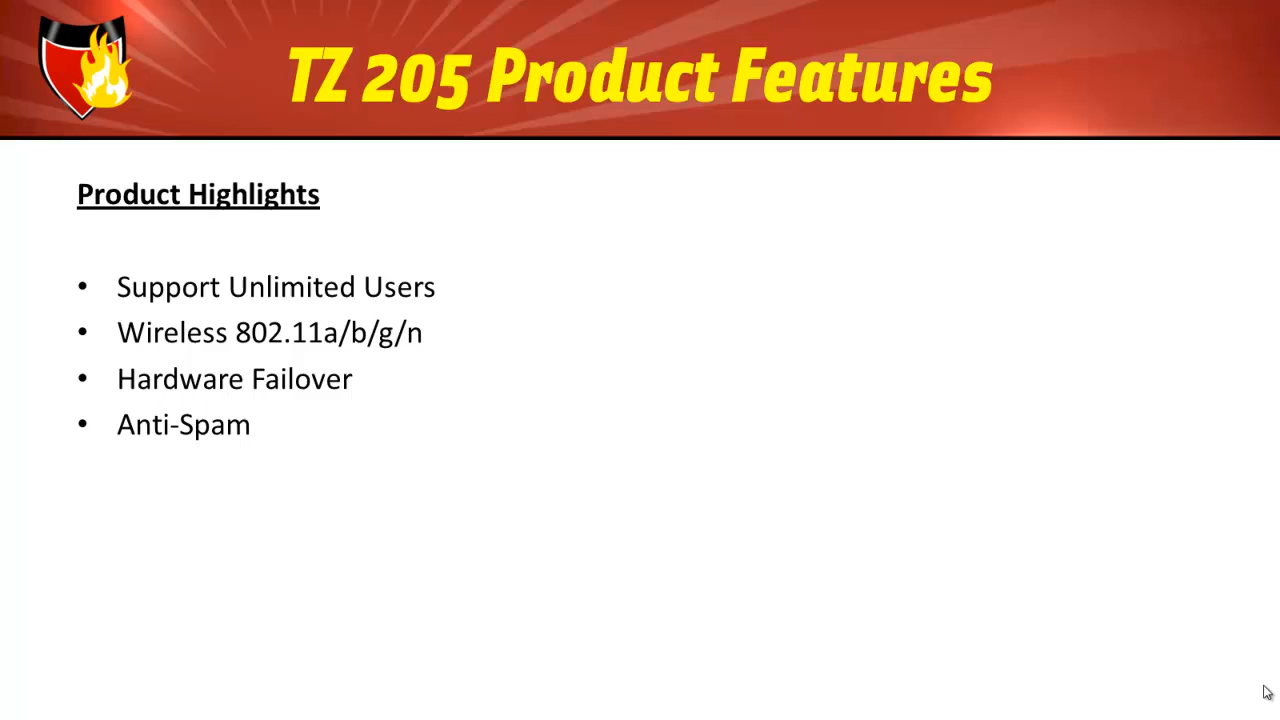 TZ 205 Product Features
Product Highlights
• Support Unlimited Users
• Wireless 802.11a/b/g/n
• Hardware Failover
• Anti-Spam